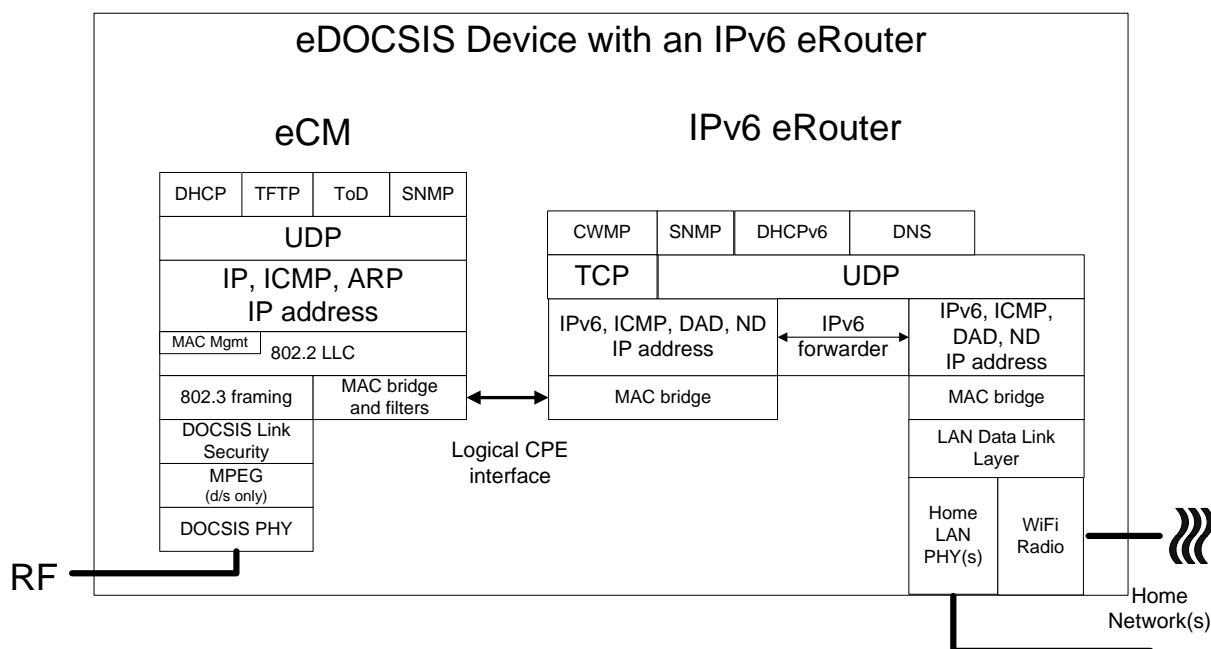 eDOCSIS Device with an IPv6 eRouter
eCM
IPv6 eRouter
DHCP
TFTP
ToD
SNMP
UDP
IP, ICMP, ARP
IP address
MAC Mgmt
802.2 LLC
802.3 framing
MAC bridge
and filters
DOCSIS Link
Security
MPEG
(d/s only)
DOCSIS PHY
RF
Logical CPE
interface
CWMP
SNMP
DHCPv6
DNS
TCP
UDP
IPv6, ICMP, DAD, ND
IP address
IPv6
forwarder
IPv6, ICMP,
DAD, ND
IP address
MAC bridge
MAC bridge
LAN Data Link
Layer
Home
LAN
PHY(s)
WiFi
Radio
Home
Network(s)